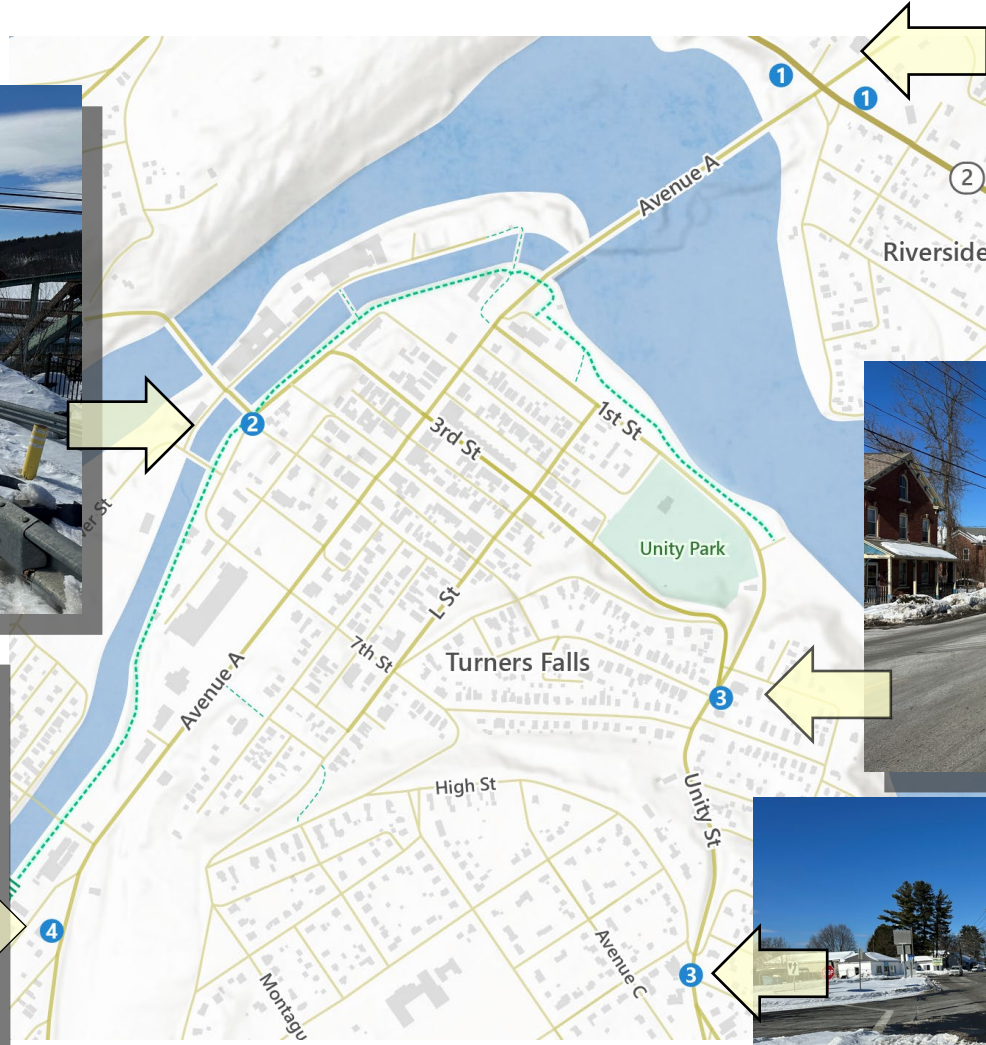 1
1
Avenue A
2
Riverside
2
1st St
3rd St
Unity Park
L St
7th St
Turners Falls
Avenue A
3
High St
Unity St
4
Avenue C
3